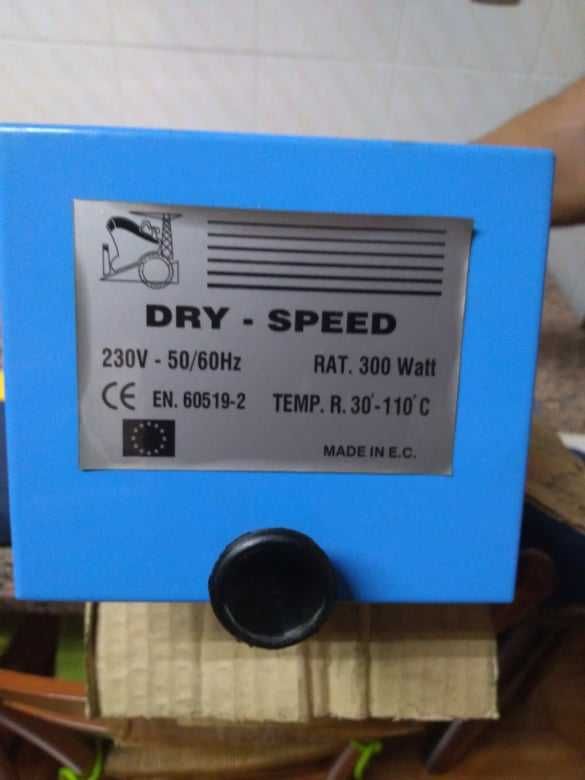 DRY - SPEED
230V - 50/60Hz RAT. 300 Watt
CE EN. 60519-2 TEMP. R. 30°-110°C
MADE IN E.C.